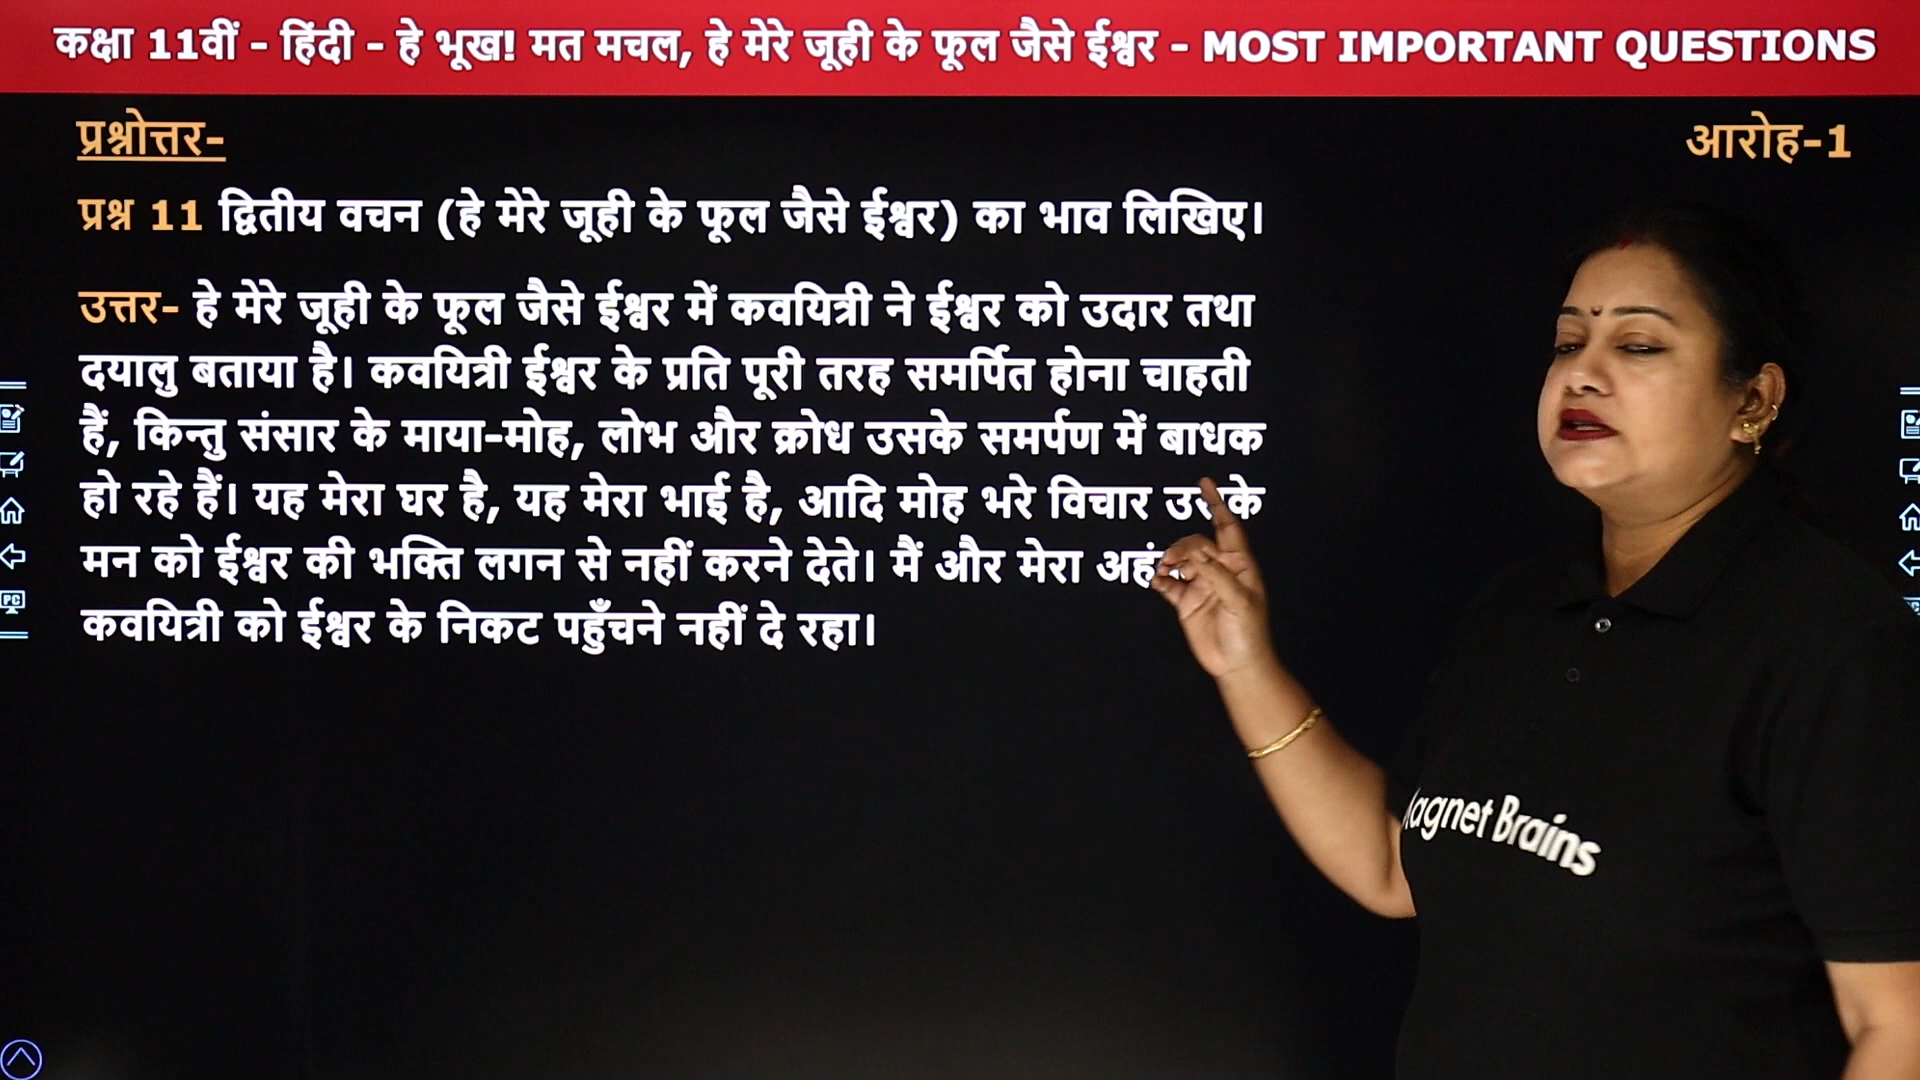 कक्षा 11वीं - हिंदी - हे भूख! मत मचल, हे मेरे जूही के फूल जैसे ईश्वर - MOST IMPORTANT QUESTIONS
प्रश्नोत्तर-
आरोह-1
प्रश्न 11 द्वितीय वचन (हे मेरे जूही के फूल जैसे ईश्वर) का भाव लिखिए।
उत्तर- हे मेरे जूही के फूल जैसे ईश्वर में कवयित्री ने ईश्वर को उदार तथा
दयालु बताया है। कवयित्री ईश्वर के प्रति पूरी तरह समर्पित होना चाहती
हैं, किन्तु संसार के माया-मोह, लोभ और क्रोध उसके समर्पण में बाधक
हो रहे हैं। यह मेरा घर है, यह मेरा भाई है, आदि मोह भरे विचार उसके
मन को ईश्वर की भक्ति लगन से नहीं करने देते। मैं और मेरा
कवयित्री को ईश्वर के निकट पहुँचने नहीं दे रहा।
Brains
PC